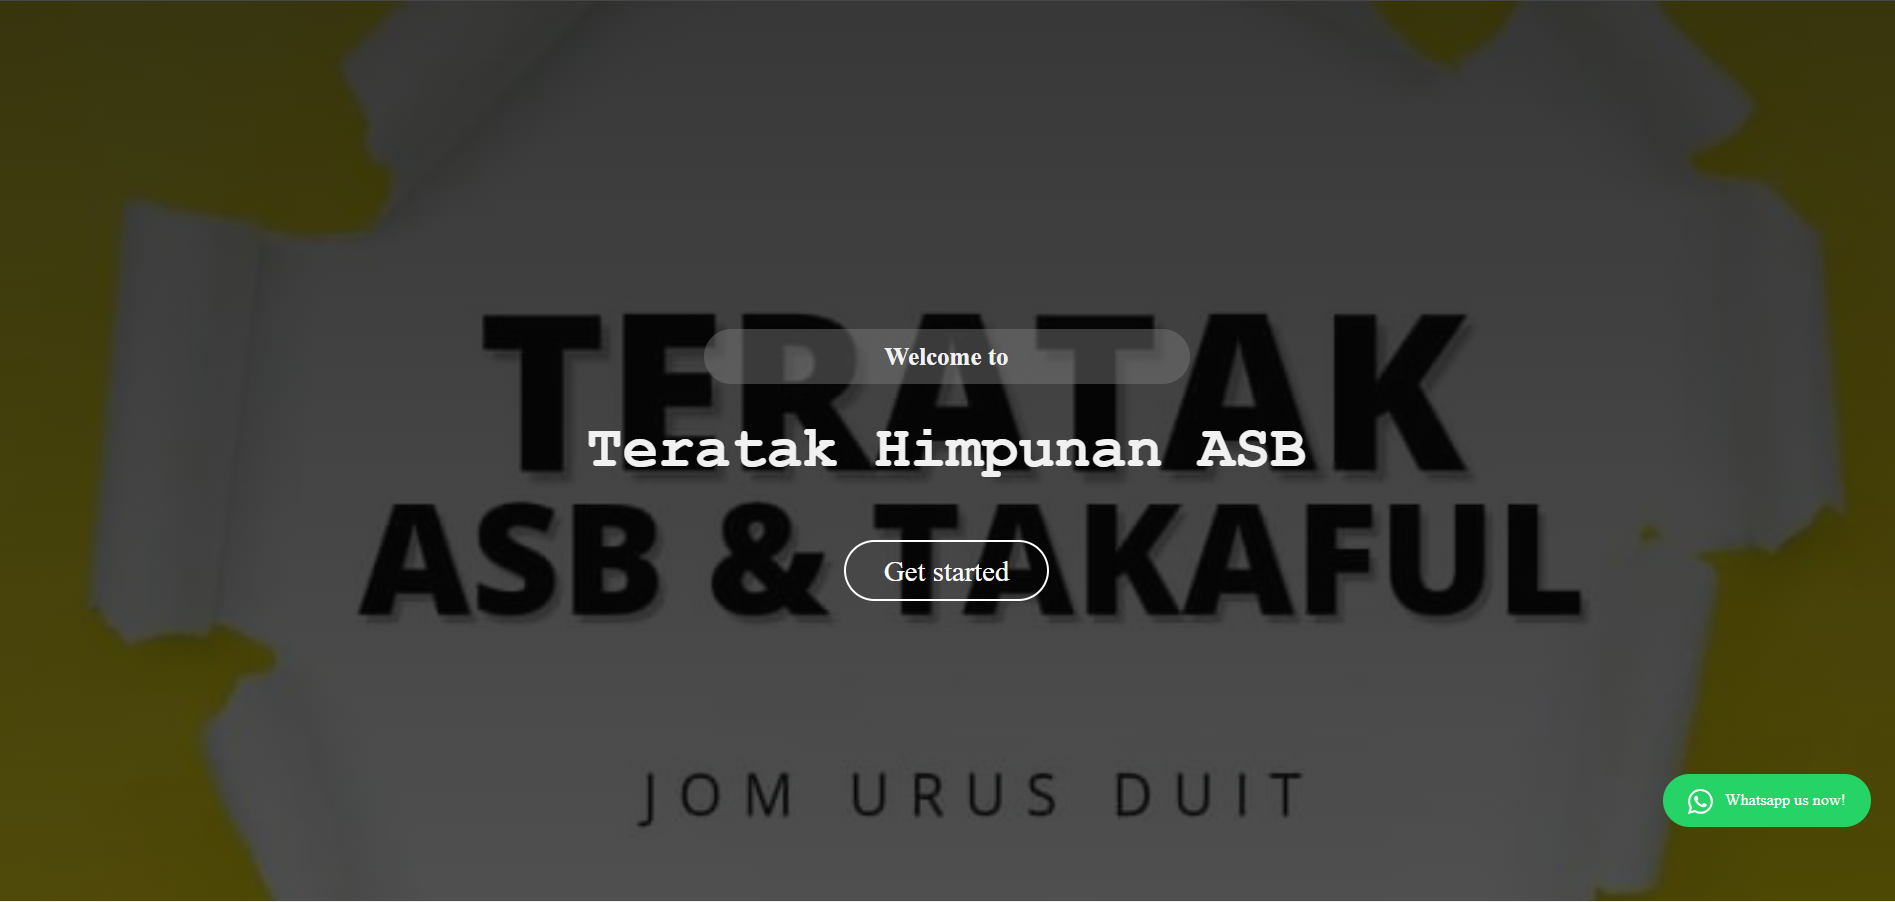 TERATAK
Welcome to
Teratak Himpunan ASB
ASB & TAKAFUL
Get started
JOM URUS DUIT
Whatsapp us now!